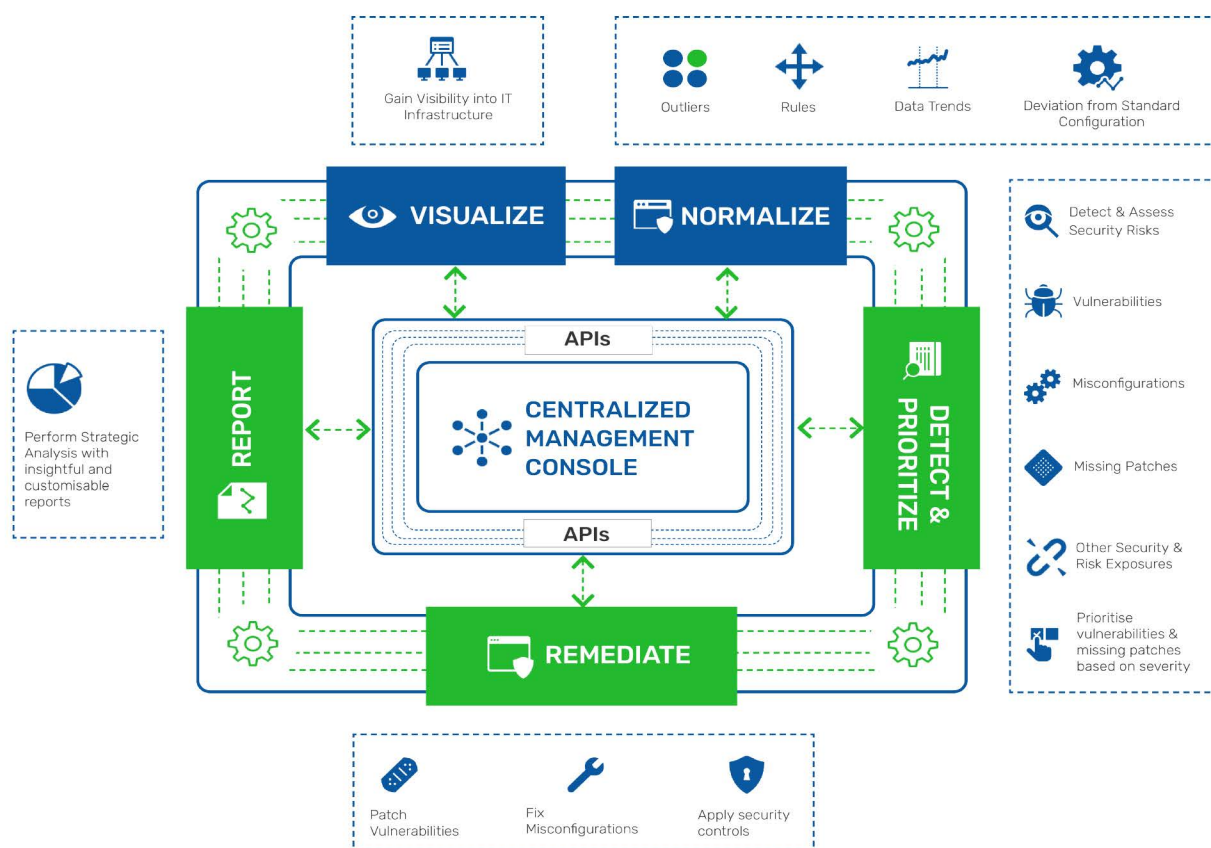 Gain Visibility into IT
Infrastructure
Outliers
Rules
Data Trends
Deviation from Standard
Configuration
VISUALIZE
NORMALIZE
Detect & Assess
Security Risks
Vulnerabilities
Misconfigurations
Missing Patches
Other Security &
Risk Exposures
Prioritise
vulnerabilities &
missing patches
based on severity
Perform Strategic
Analysis with
insightful and
customisable
reports
REPORT
APIs
CENTRALIZED
MANAGEMENT
CONSOLE
APIs
DETECT &
PRIORITIZE
REMEDIATE
Patch
Vulnerabilities
Fix
Misconfigurations
Apply security
controls